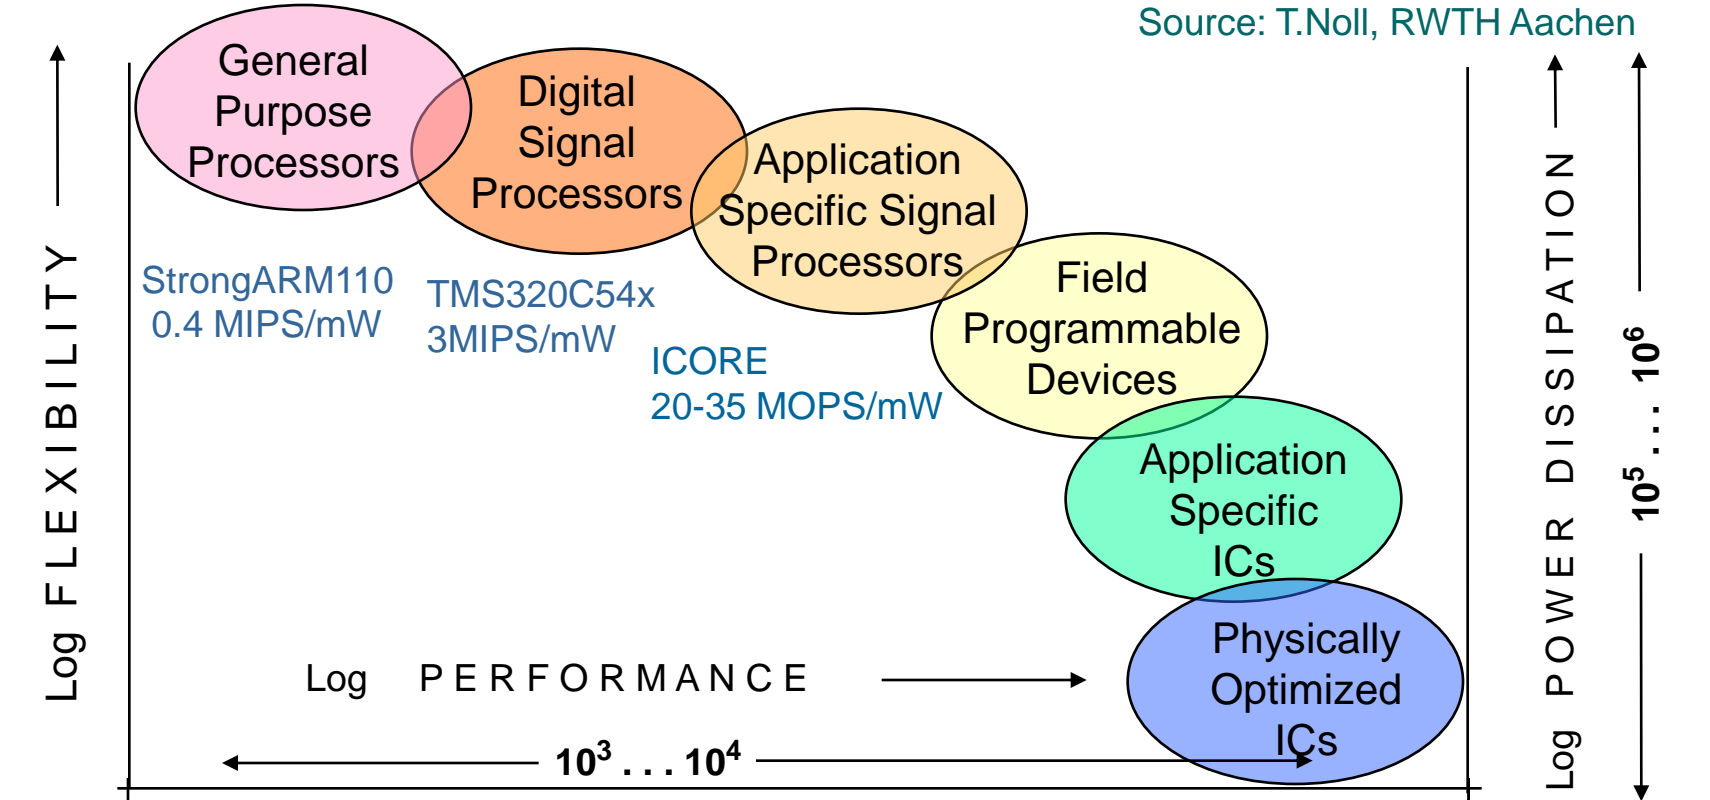 Source: T.Noll, RWTH Aachen
General
Purpose
Processors
Digital
Signal
Processors
Application
Specific Signal
Processors
Field
Programmable
Devices
Application
Specific
ICs
Physically
Optimized
ICs
StrongARM110
0.4 MIPS/mW
TMS320C54x
3MIPS/mW
ICORE
20-35 MOPS/mW
Log FLEXIBILITY
Log PERFORMANCE
10³ . . . 10⁴
Log POWER DISSIPATION
10⁵ . . . 10⁶